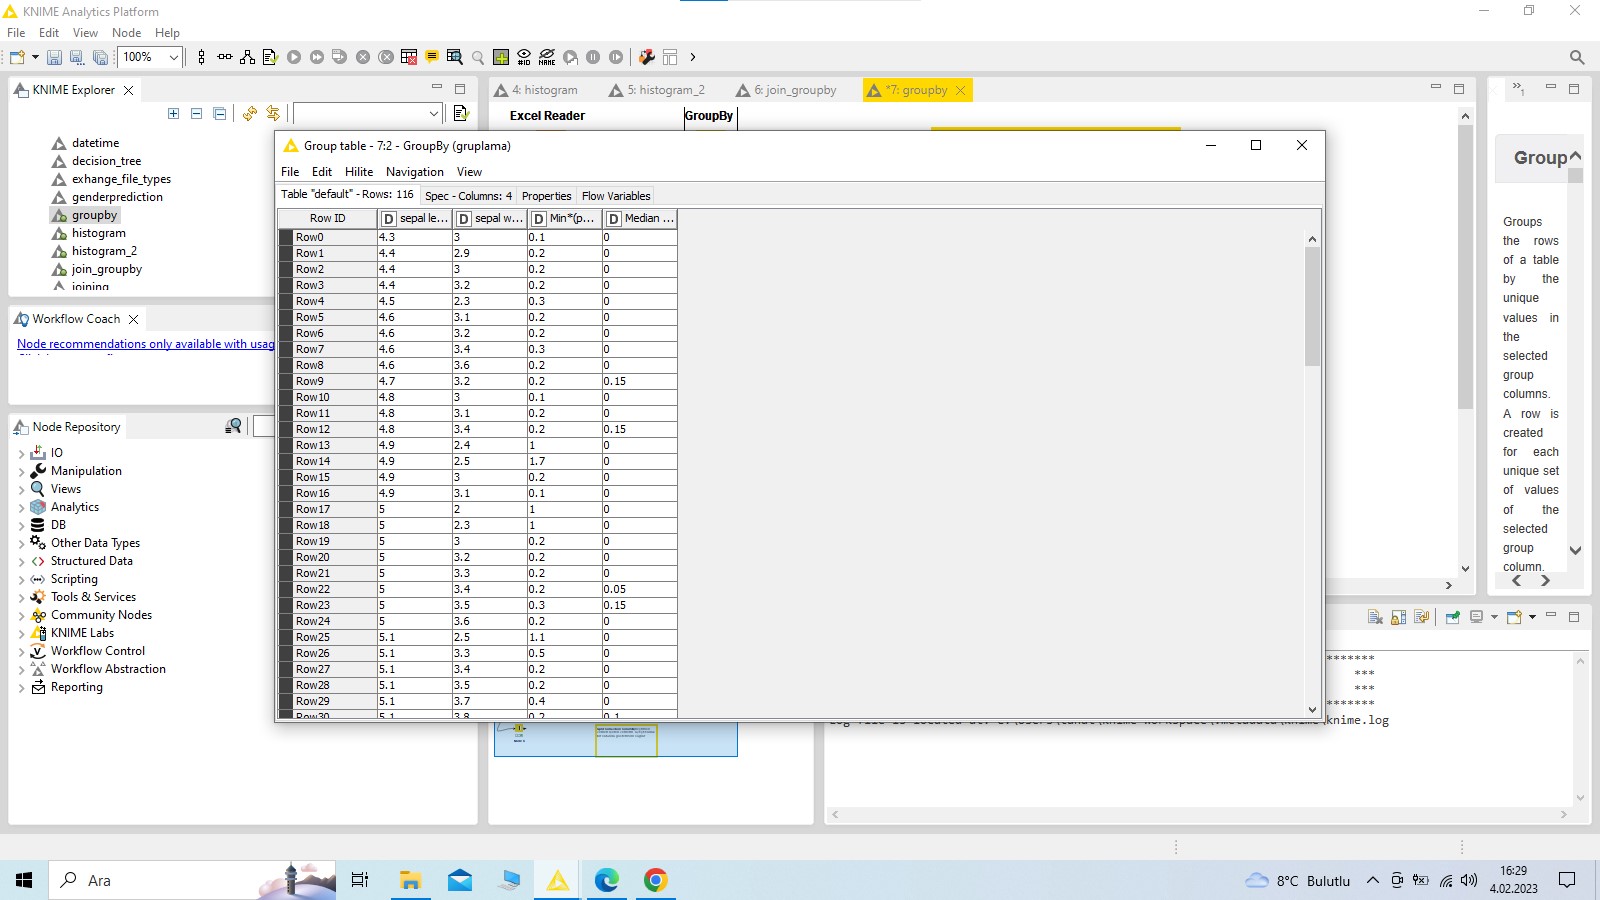 KNIME Analytics Platform
File Edit View Node Help
100%
#ID NAME
KNIME Explorer
datetime
decision_tree
exhange_file_types
genderprediction
groupby
histogram
histogram_2
join_groupby
joining
Workflow Coach
Node recommendations only available with usag
Node Repository
IO
Manipulation
Views
Analytics
DB
Other Data Types
Structured Data
Scripting
Tools & Services
Community Nodes
KNIME Labs
Workflow Control
Workflow Abstraction
Reporting
4: histogram 5: histogram_2 6: join_groupby *7: groupby
Excel Reader GroupBy
Group table - 7:2 - GroupBy (gruplama)
File Edit Hilite Navigation View
Table "default" - Rows: 116 Spec - Columns: 4 Properties Flow Variables
Row ID D sepal le... D sepal w... D Min*(p... D Median ...
Row0 4.3 3 0.1 0
Row1 4.4 2.9 0.2 0
Row2 4.4 3 0.2 0
Row3 4.4 3.2 0.2 0
Row4 4.5 2.3 0.3 0
Row5 4.6 3.1 0.2 0
Row6 4.6 3.2 0.2 0
Row7 4.6 3.4 0.3 0
Row8 4.6 3.6 0.2 0
Row9 4.7 3.2 0.2 0.15
Row10 4.8 3 0.1 0
Row11 4.8 3.1 0.2 0
Row12 4.8 3.4 0.2 0.15
Row13 4.9 2.4 1 0
Row14 4.9 2.5 1.7 0
Row15 4.9 3 0.2 0
Row16 4.9 3.1 0.1 0
Row17 5 2 1 0
Row18 5 2.3 1 0
Row19 5 3 0.2 0
Row20 5 3.2 0.2 0
Row21 5 3.3 0.2 0
Row22 5 3.4 0.2 0.05
Row23 5 3.5 0.3 0.15
Row24 5 3.6 0.2 0
Row25 5.1 2.5 1.1 0
Row26 5.1 3.3 0.5 0
Row27 5.1 3.4 0.2 0
Row28 5.1 3.5 0.2 0
Row29 5.1 3.7 0.4 0
Row30 5.1 3.8 0.2 0.1
Group
Groups
the rows
of a table
by the
unique
values in
the
selected
group
columns.
A row is
created
for each
unique set
of values
of the
selected
group
column.
*******
***
***
*******
knime.log
Ara
8°C Bulutlu
16:29
4.02.2023